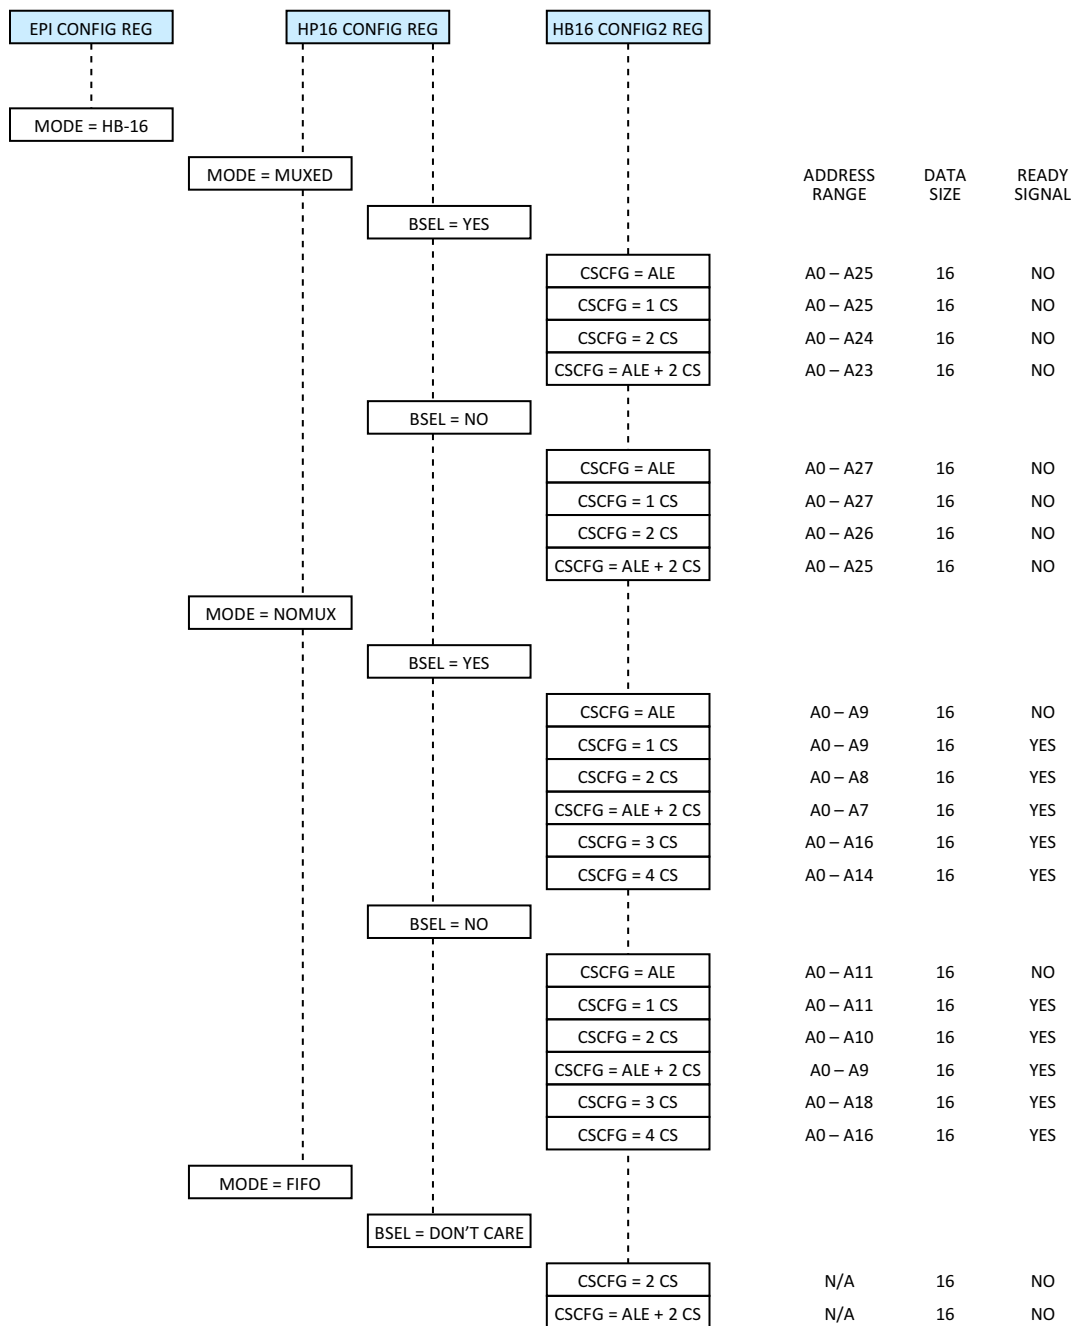 EPI CONFIG REG HP16 CONFIG REG HB16 CONFIG2 REG
MODE = HB-16
MODE = MUXED ADDRESS DATA READY
RANGE SIZE SIGNAL
BSEL = YES
CSCFG = ALE A0 – A25 16 NO
CSCFG = 1 CS A0 – A25 16 NO
CSCFG = 2 CS A0 – A24 16 NO
CSCFG = ALE + 2 CS A0 – A23 16 NO
BSEL = NO
CSCFG = ALE A0 – A27 16 NO
CSCFG = 1 CS A0 – A27 16 NO
CSCFG = 2 CS A0 – A26 16 NO
CSCFG = ALE + 2 CS A0 – A25 16 NO
MODE = NOMUX
BSEL = YES
CSCFG = ALE A0 – A9 16 NO
CSCFG = 1 CS A0 – A9 16 YES
CSCFG = 2 CS A0 – A8 16 YES
CSCFG = ALE + 2 CS A0 – A7 16 YES
CSCFG = 3 CS A0 – A16 16 YES
CSCFG = 4 CS A0 – A14 16 YES
BSEL = NO
CSCFG = ALE A0 – A11 16 NO
CSCFG = 1 CS A0 – A11 16 YES
CSCFG = 2 CS A0 – A10 16 YES
CSCFG = ALE + 2 CS A0 – A9 16 YES
CSCFG = 3 CS A0 – A18 16 YES
CSCFG = 4 CS A0 – A16 16 YES
MODE = FIFO
BSEL = DON’T CARE
CSCFG = 2 CS N/A 16 NO
CSCFG = ALE + 2 CS N/A 16 NO